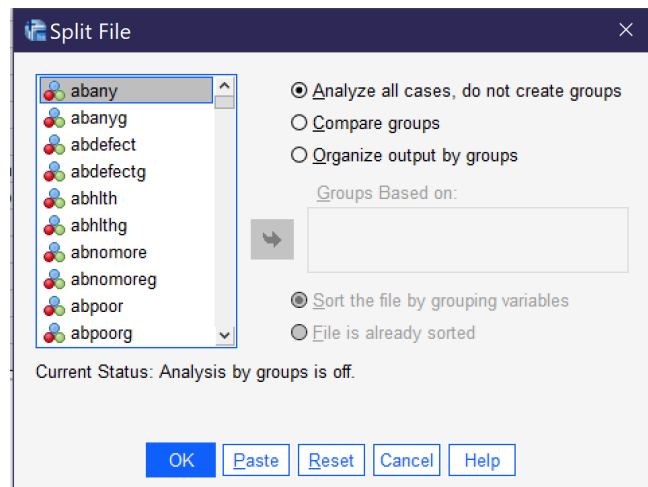 Split File
abany
abanyg
abdefect
abdefectg
abhlth
abhlthg
abnomore
abnomoreg
abpoor
abpoorg
Analyze all cases, do not create groups
Compare groups
Organize output by groups
Groups Based on:
Sort the file by grouping variables
File is already sorted
Current Status: Analysis by groups is off.
OK Paste Reset Cancel Help